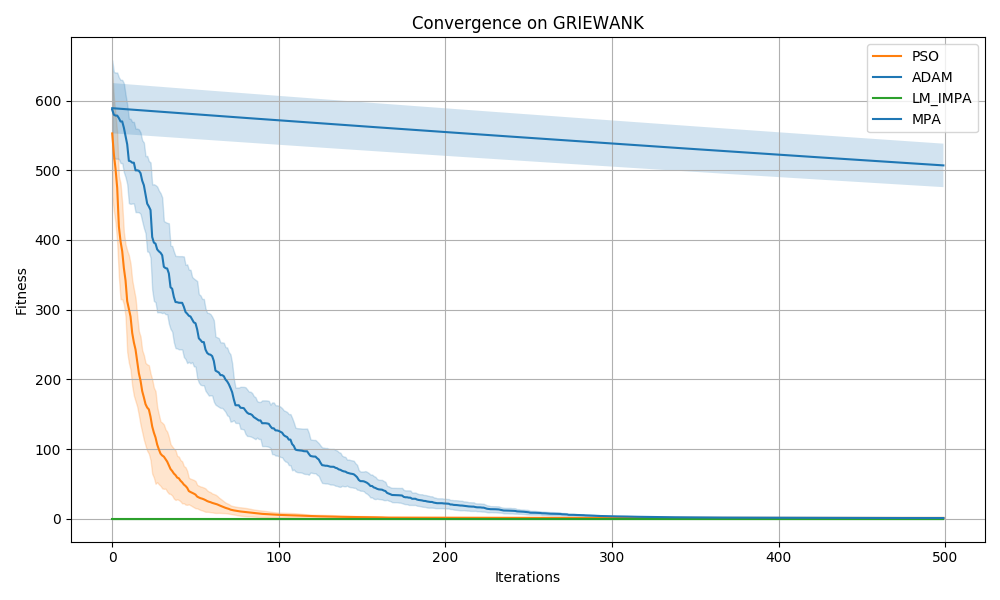 Convergence on GRIEWANK
Fitness
600
500
400
300
200
100
0
0 100 200 300 400 500
Iterations
PSO
ADAM
LM_IMPA
MPA